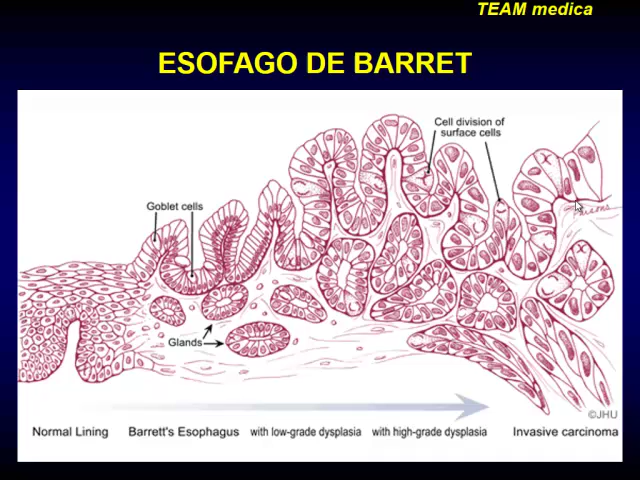 TEAM medica
ESOFAGO DE BARRET
Cell division of
surface cells
Goblet cells
Glands
©JHU
Normal Lining
Barrett's Esophagus
with low-grade dysplasia
with high-grade dysplasia
Invasive carcinoma